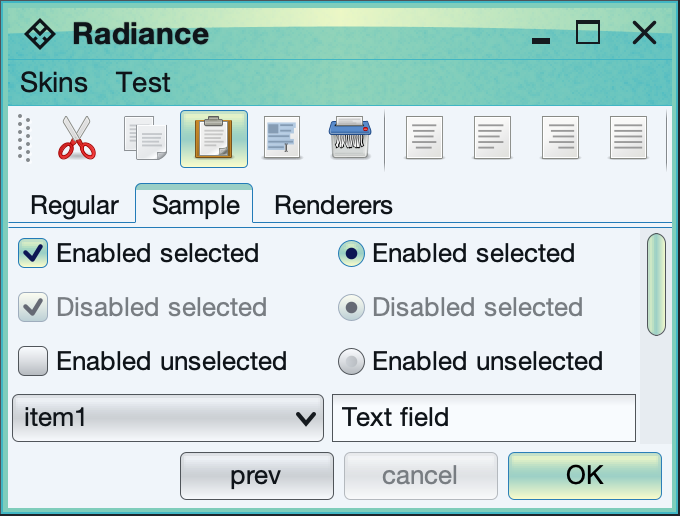 Radiance
Skins Test
Regular Sample Renderers
Enabled selected Enabled selected
Disabled selected Disabled selected
Enabled unselected Enabled unselected
item1 Text field
prev cancel OK